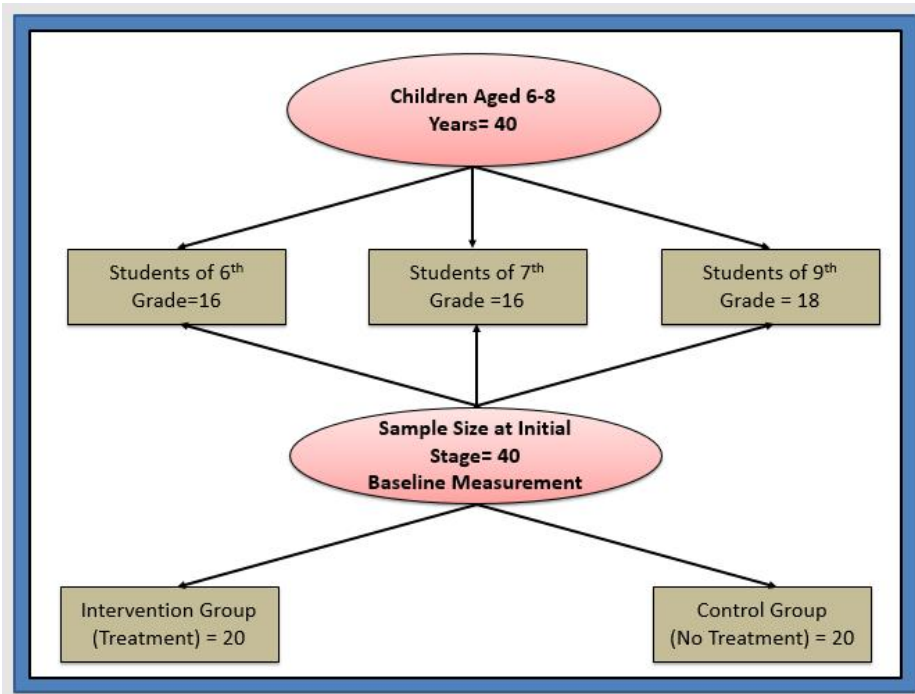 Children Aged 6-8
Years= 40
Students of 6th
Grade=16
Students of 7th
Grade =16
Students of 9th
Grade = 18
Sample Size at Initial
Stage= 40
Baseline Measurement
Intervention Group
(Treatment) = 20
Control Group
(No Treatment) = 20